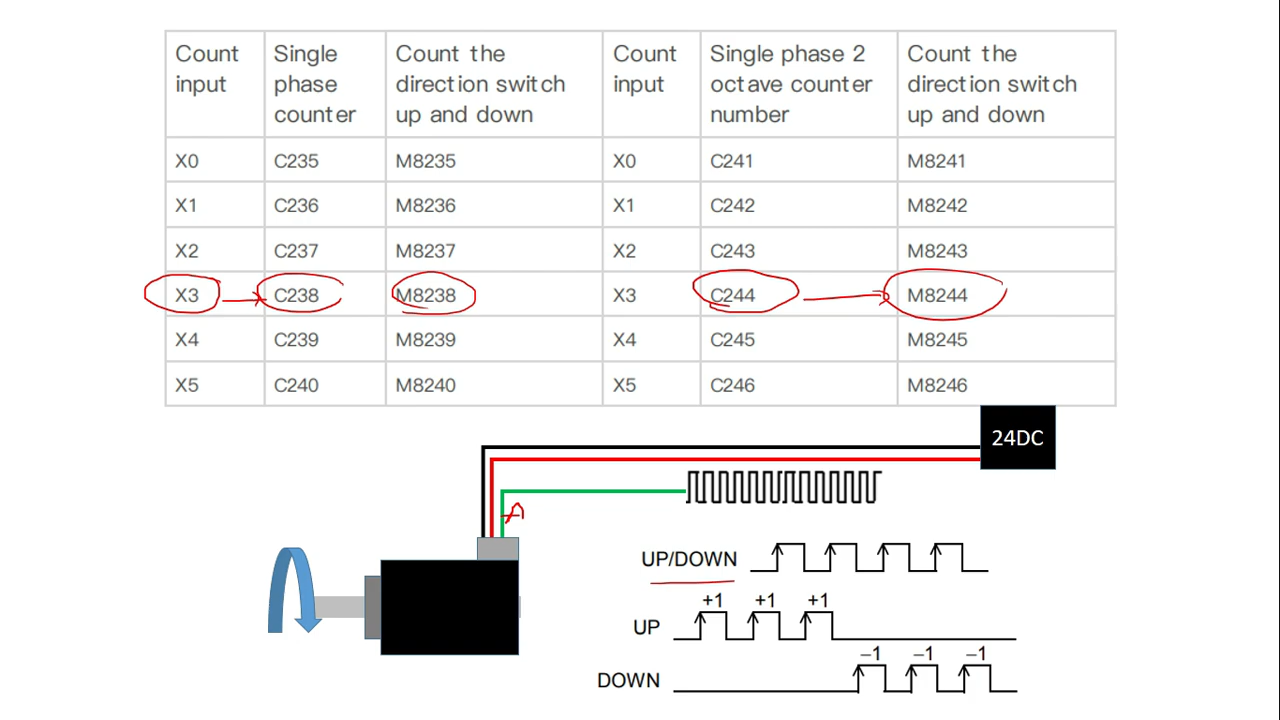 Count input Single phase counter Count the direction switch up and down Count input Single phase 2 octave counter number Count the direction switch up and down
X0 C235 M8235 X0 C241 M8241
X1 C236 M8236 X1 C242 M8242
X2 C237 M8237 X2 C243 M8243
X3 C238 M8238 X3 C244 M8244
X4 C239 M8239 X4 C245 M8245
X5 C240 M8240 X5 C246 M8246
24DC
A
UP/DOWN
+1 +1 +1
UP
−1 −1 −1
DOWN